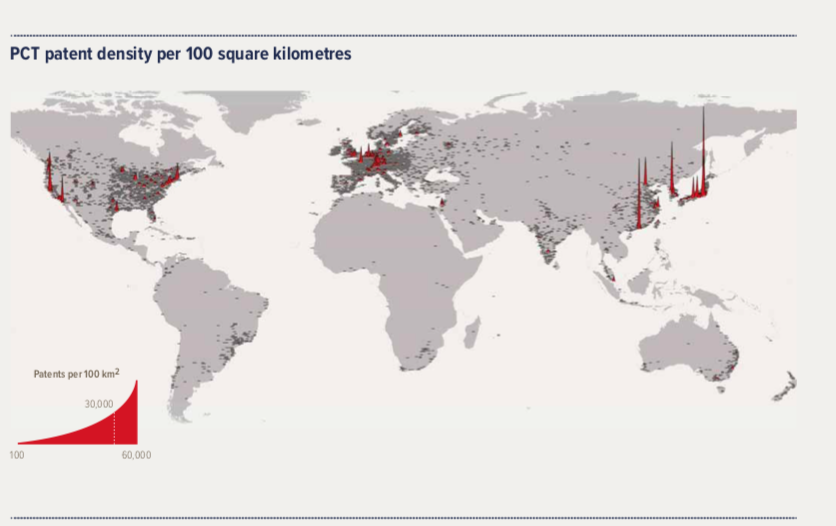 PCT patent density per 100 square kilometres
Patents per 100 km²
30,000
100
60,000